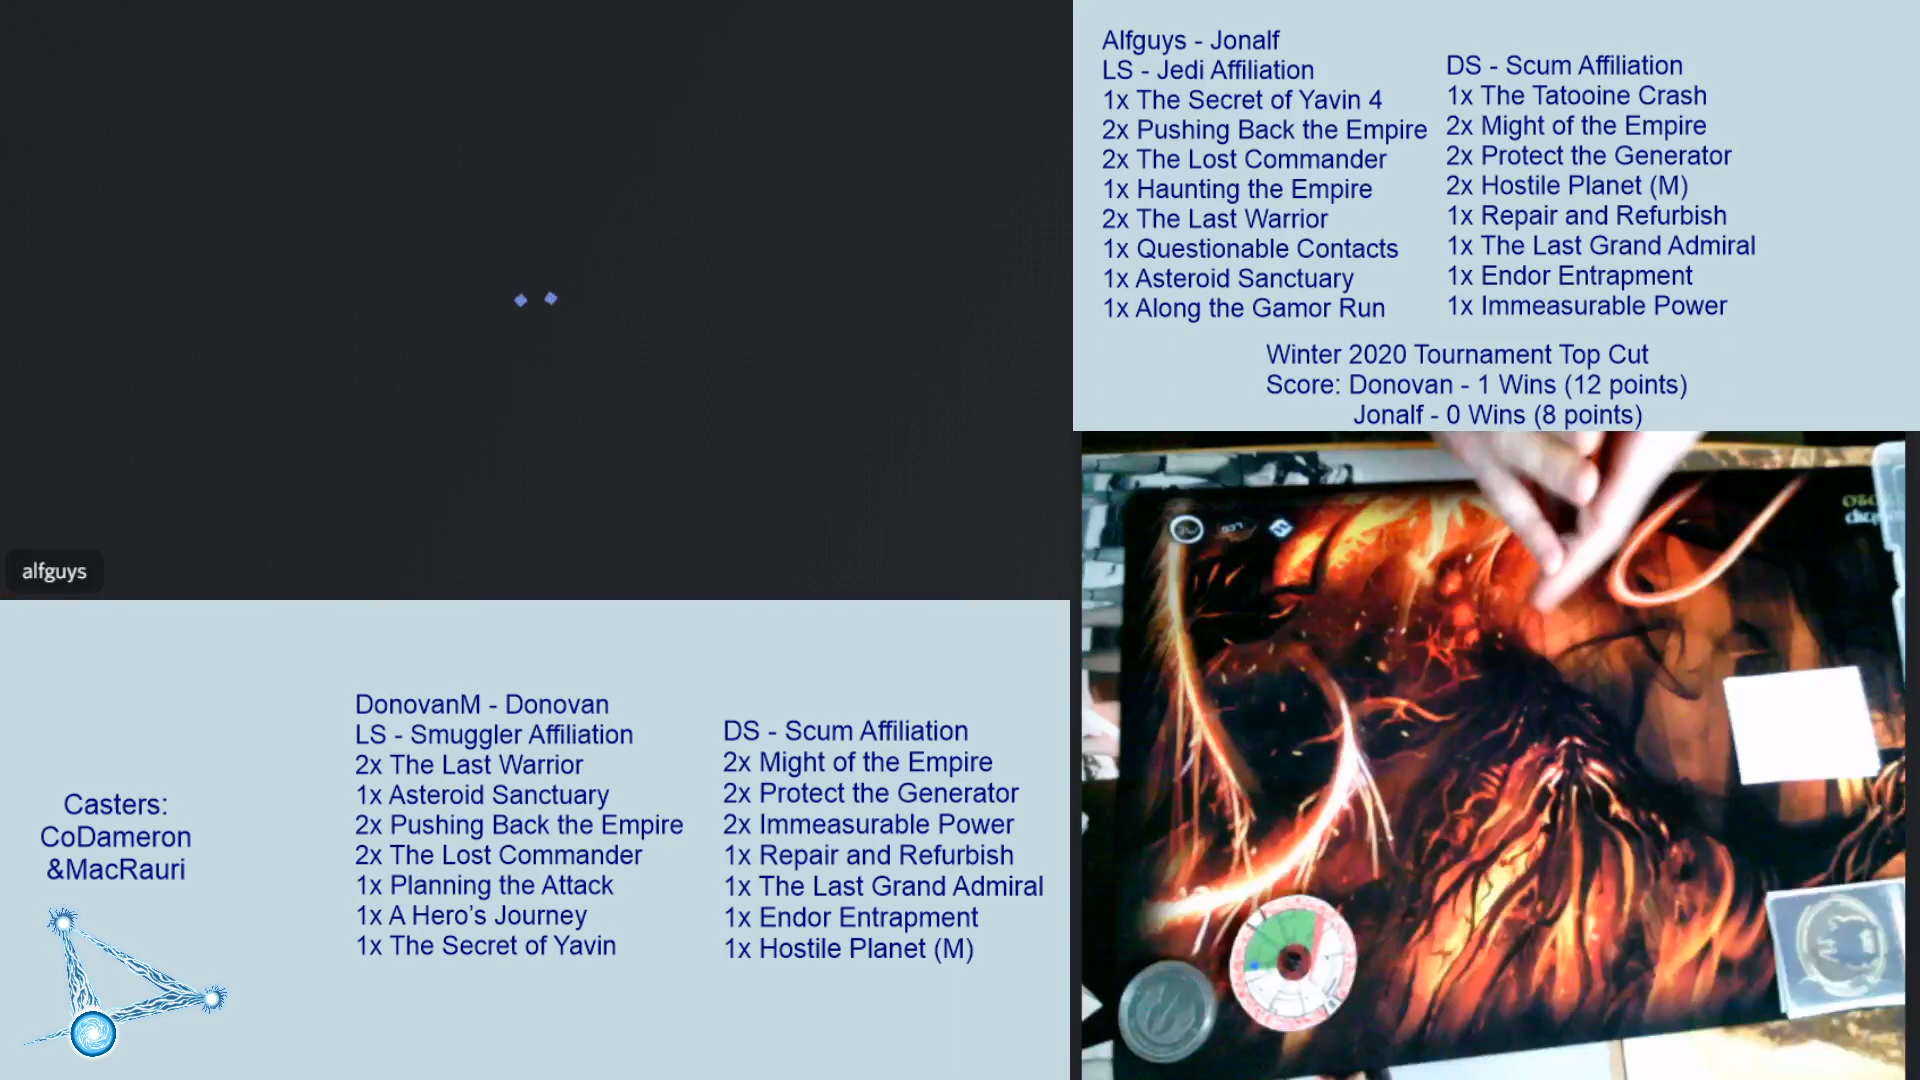 Alfguys - Jonalf
LS - Jedi Affiliation
1x The Secret of Yavin 4
2x Pushing Back the Empire
2x The Lost Commander
1x Haunting the Empire
2x The Last Warrior
1x Questionable Contacts
1x Asteroid Sanctuary
1x Along the Gamor Run
DS - Scum Affiliation
1x The Tatooine Crash
2x Might of the Empire
2x Protect the Generator
2x Hostile Planet (M)
1x Repair and Refurbish
1x The Last Grand Admiral
1x Endor Entrapment
1x Immeasurable Power
Winter 2020 Tournament Top Cut
Score: Donovan - 1 Wins (12 points)
Jonalf - 0 Wins (8 points)
alfguys
Casters:
CoDameron
&MacRauri
DonovanM - Donovan
LS - Smuggler Affiliation
2x The Last Warrior
1x Asteroid Sanctuary
2x Pushing Back the Empire
2x The Lost Commander
1x Planning the Attack
1x A Hero's Journey
1x The Secret of Yavin
DS - Scum Affiliation
2x Might of the Empire
2x Protect the Generator
2x Immeasurable Power
1x Repair and Refurbish
1x The Last Grand Admiral
1x Endor Entrapment
1x Hostile Planet (M)